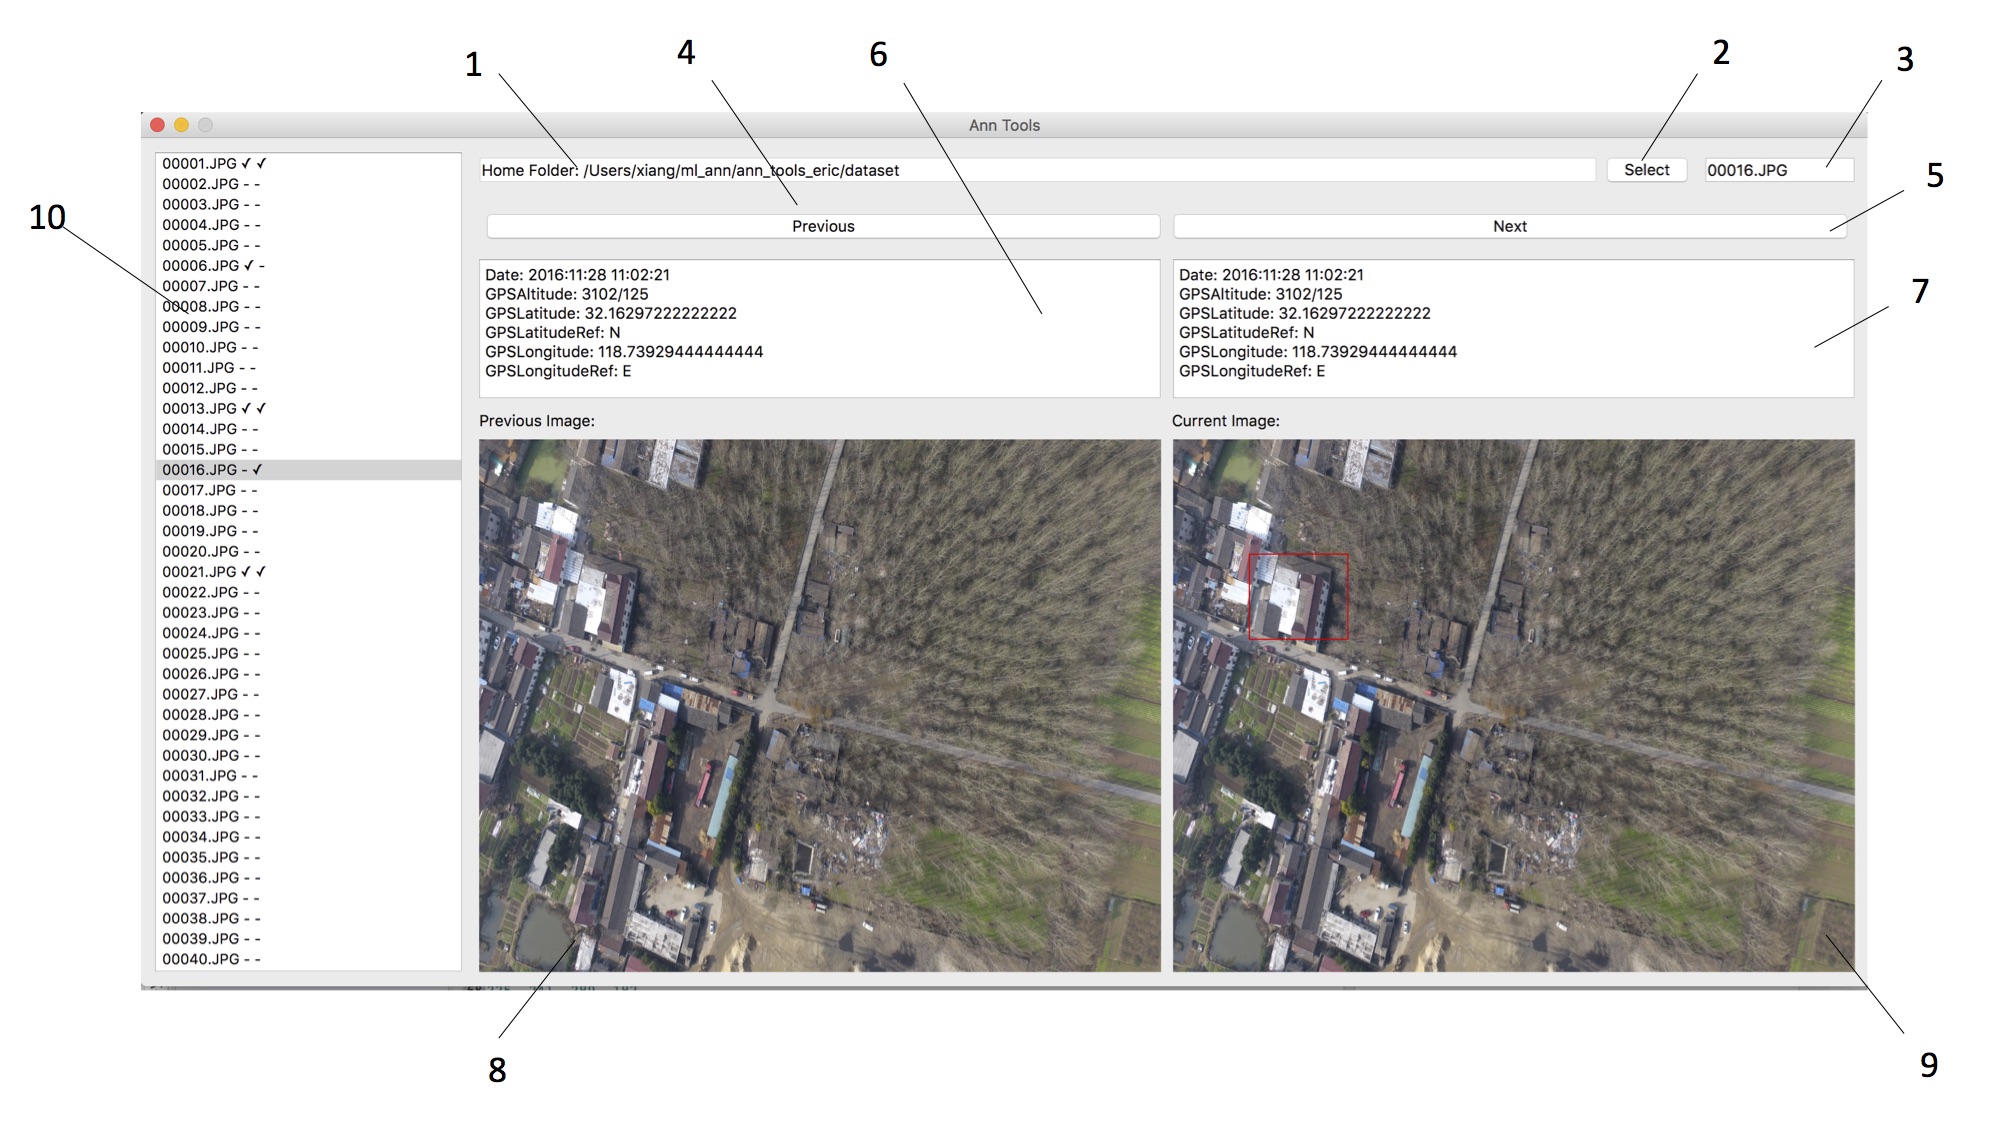 1
4
6
2
3
Ann Tools
5
10
7
00001.JPG ✓ ✓
00002.JPG - -
00003.JPG - -
00004.JPG - -
00005.JPG - -
00006.JPG ✓ -
00007.JPG - -
00008.JPG - -
00009.JPG - -
00010.JPG - -
00011.JPG - -
00012.JPG - -
00013.JPG ✓ ✓
00014.JPG - -
00015.JPG - -
00016.JPG - ✓
00017.JPG - -
00018.JPG - -
00019.JPG - -
00020.JPG - -
00021.JPG ✓ ✓
00022.JPG - -
00023.JPG - -
00024.JPG - -
00025.JPG - -
00026.JPG - -
00027.JPG - -
00028.JPG - -
00029.JPG - -
00030.JPG - -
00031.JPG - -
00032.JPG - -
00033.JPG - -
00034.JPG - -
00035.JPG - -
00036.JPG - -
00037.JPG - -
00038.JPG - -
00039.JPG - -
00040.JPG - -
Home Folder: /Users/xiang/ml_ann/ann_tools_eric/dataset
Select
00016.JPG
Previous
Next
Date: 2016:11:28 11:02:21
GPSAltitude: 3102/125
GPSLatitude: 32.16297222222222
GPSLatitudeRef: N
GPSLongitude: 118.73929444444444
GPSLongitudeRef: E
Date: 2016:11:28 11:02:21
GPSAltitude: 3102/125
GPSLatitude: 32.16297222222222
GPSLatitudeRef: N
GPSLongitude: 118.73929444444444
GPSLongitudeRef: E
Previous Image:
Current Image:
8
9